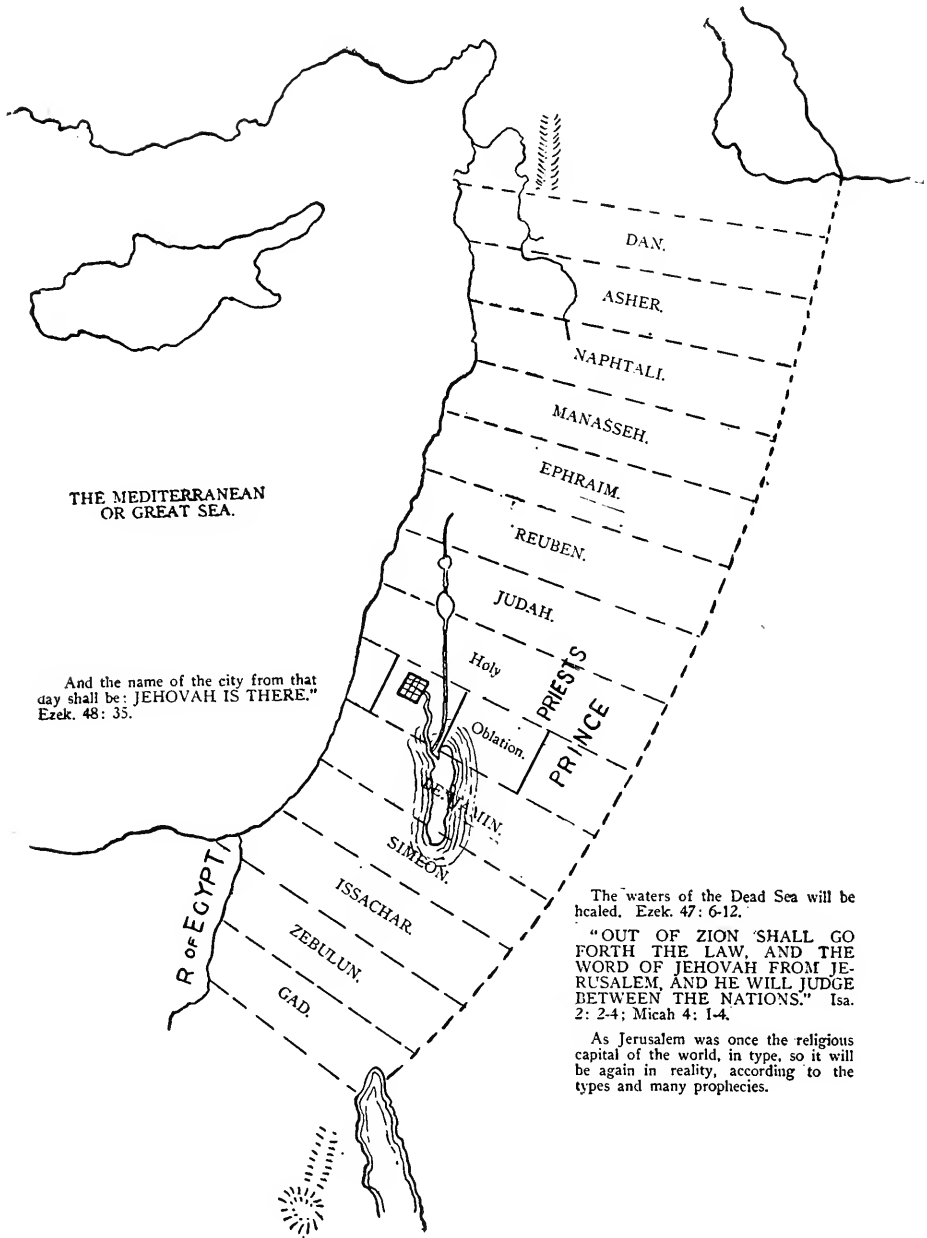 DAN.
ASHER.
NAPHTALI.
MANASSEH.
EPHRAIM.
THE MEDITERRANEAN
OR GREAT SEA.
REUBEN.
JUDAH.
Holy
PRIESTS
And the name of the city from that
day shall be: JEHOVAH IS THERE."
Ezek. 48: 35.
Oblation.
PRINCE
BENJAMIN.
SIMEON.
R OF EGYPT
ISSACHAR.
ZEBULUN.
GAD.
The waters of the Dead Sea will be
healed. Ezek. 47: 6-12.
"OUT OF ZION SHALL GO
FORTH THE LAW, AND THE
WORD OF JEHOVAH FROM JE-
RUSALEM, AND HE WILL JUDGE
BETWEEN THE NATIONS." Isa.
2: 2-4; Micah 4: 1-4.
As Jerusalem was once the religious
capital of the world, in type, so it will
be again in reality, according to the
types and many prophecies.